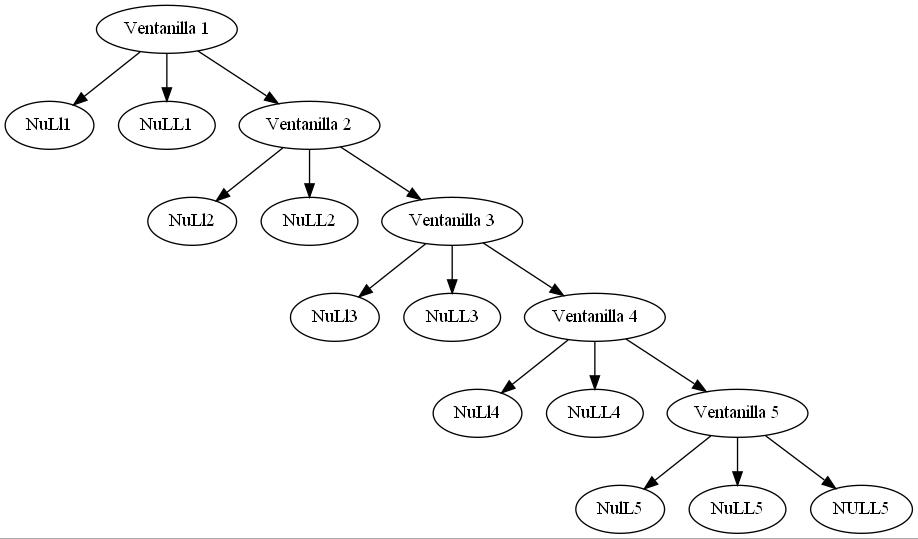 Ventanilla 1
NuLl1
NuLL1
Ventanilla 2
NuLl2
NuLL2
Ventanilla 3
NuLl3
NuLL3
Ventanilla 4
NuLl4
NuLL4
Ventanilla 5
NulL5
NuLL5
NULL5